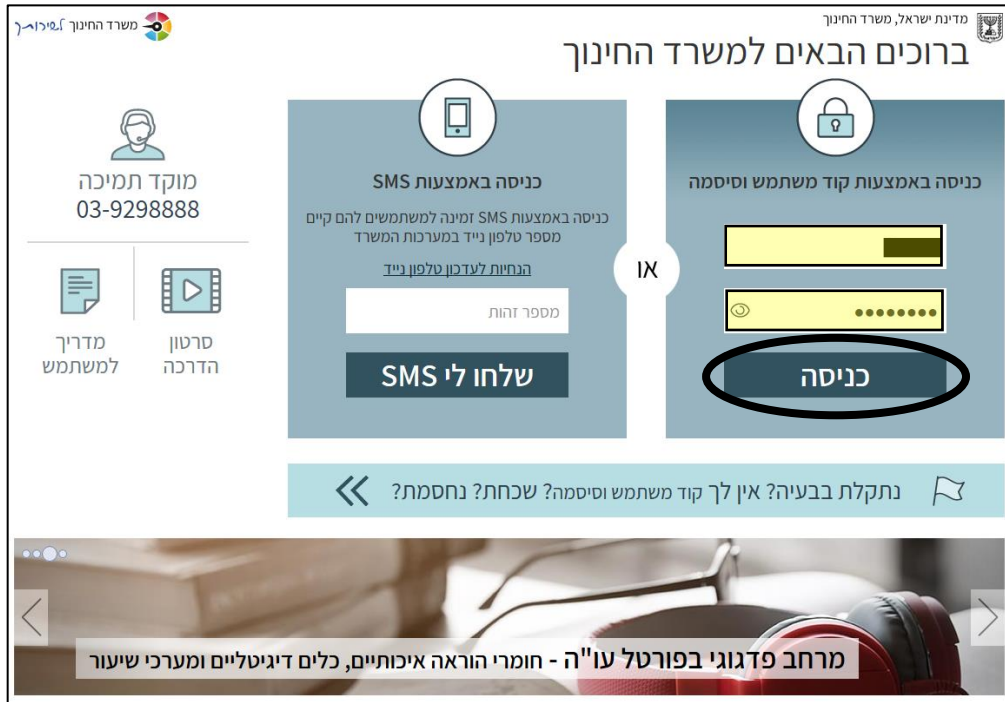 מדינת ישראל, משרד החינוך
ברוכים הבאים למשרד החינוך
משרד החינוך לשירותך
כניסה באמצעות קוד משתמש וסיסמה
כניסה
או
כניסה באמצעות SMS
כניסה באמצעות SMS זמינה למשתמשים להם קיים
מספר טלפון נייד במערכות המשרד
הנחיות לעדכון טלפון נייד
מספר זהות
שלחו לי SMS
מוקד תמיכה
03-9298888
סרטון
הדרכה
מדריך
למשתמש
נתקלת בבעיה? אין לך קוד משתמש וסיסמה? שכחת? נחסמת?
מרחב פדגוגי בפורטל עו"ה - חומרי הוראה איכותיים, כלים דיגיטליים ומערכי שיעור